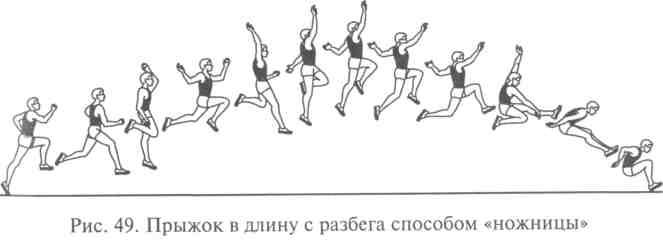 Рис. 49. Прыжок в длину с разбега способом «ножницы»